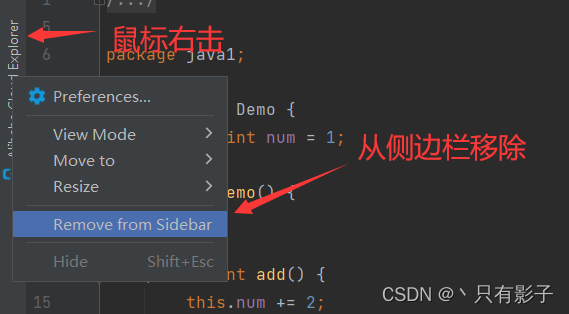 1 /.../
5
6 package java1;
鼠标右击
Cloud Explorer
Preferences...
Demo {
View Mode
int num = 1;
Move to
从侧边栏移除
Resize
emo() {
Remove from Sidebar
Hide Shift+Esc
nt add() {
15 this.num += 2;
CSDN @丶只有影子